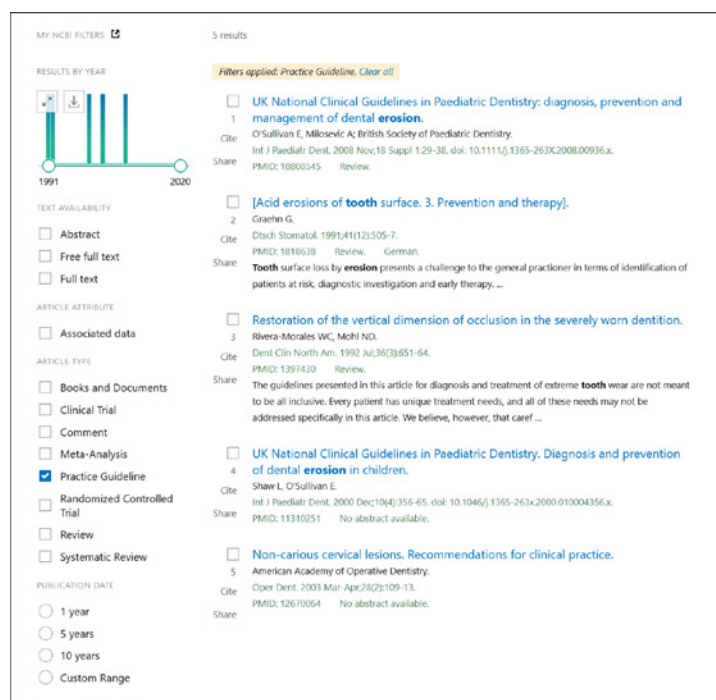 MY NCBI FILTERS
5 results
RESULTS BY YEAR
1991
2020
TEXT AVAILABILITY
Abstract
Free full text
Full text
ARTICLE ATTRIBUTE
Associated data
ARTICLE TYPE
Books and Documents
Clinical Trial
Comment
Meta-Analysis
Practice Guideline
Randomized Controlled
Trial
Review
Systematic Review
PUBLICATION DATE
1 year
5 years
10 years
Custom Range
Filters applied: Practice Guideline. Clear all
UK National Clinical Guidelines in Paediatric Dentistry: diagnosis, prevention and
management of dental erosion.
1
O'Sullivan E, Milosevic A; British Society of Paediatric Dentistry.
Cite
Int J Paediatr Dent. 2008 Nov;18 Suppl 1:29-38. doi: 10.1111/j.1365-263X.2008.00936.x.
Share
PMID: 18808545 Review.
[Acid erosions of tooth surface. 3. Prevention and therapy].
2
Graehn G.
Cite
Dtsch Stomatol. 1991;41(12):505-7.
PMID: 1818638 Review. German.
Share
Tooth surface loss by erosion presents a challenge to the general practioner in terms of identification of
patients at risk, diagnostic investigation and early therapy. ...
Restoration of the vertical dimension of occlusion in the severely worn dentition.
3
Rivera-Morales WC, Mohl ND.
Cite
Dent Clin North Am. 1992 Jul;36(3):651-64.
PMID: 1397430 Review.
Share
The guidelines presented in this article for diagnosis and treatment of extreme tooth wear are not meant
to be all inclusive. Every patient has unique treatment needs, and all of these needs may not be
addressed specifically in this article. We believe, however, that caref ...
UK National Clinical Guidelines in Paediatric Dentistry. Diagnosis and prevention
of dental erosion in children.
4
Shaw L, O'Sullivan E.
Cite
Int J Paediatr Dent. 2000 Dec;10(4):356-65. doi: 10.1046/j.1365-263x.2000.010004356.x.
Share
PMID: 11310251 No abstract available.
Non-carious cervical lesions. Recommendations for clinical practice.
5
American Academy of Operative Dentistry.
Cite
Oper Dent. 2003 Mar-Apr;28(2):109-13.
PMID: 12670064 No abstract available.
Share